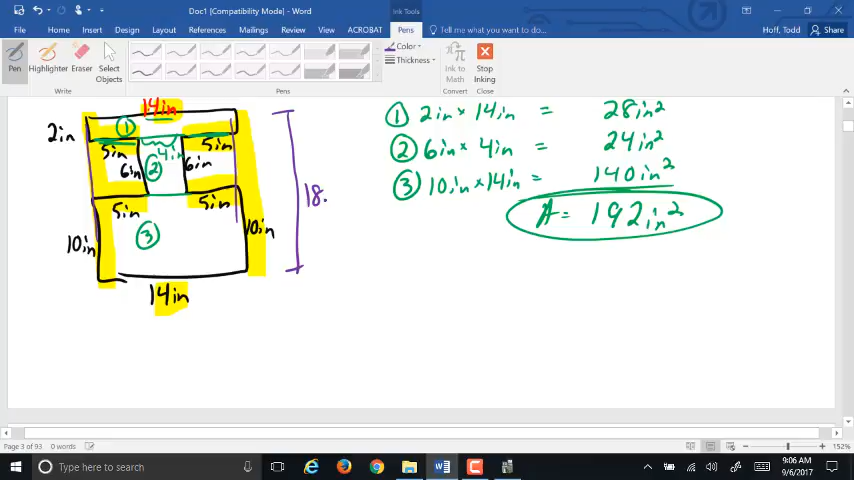 Doc1 [Compatibility Mode] - Word
Ink Tools
Hoff, Todd
File Home Insert Design Layout References Mailings Review View ACROBAT Pens Tell me what you want to do...
Share
Pen Highlighter Eraser Select Objects
Color
Thickness
Ink to Math
Stop Inking
Write Pens Convert Close
14in
2in
①
5in 4in 5in
6in ② 6in
5in 5in
10in ③ 10in
14in
18.
① 2in × 14in = 28in²
② 6in × 4in = 24in²
③ 10in × 14in = 140in²
A = 192in²
Page 3 of 93 0 words
152%
Type here to search
9:06 AM
9/6/2017